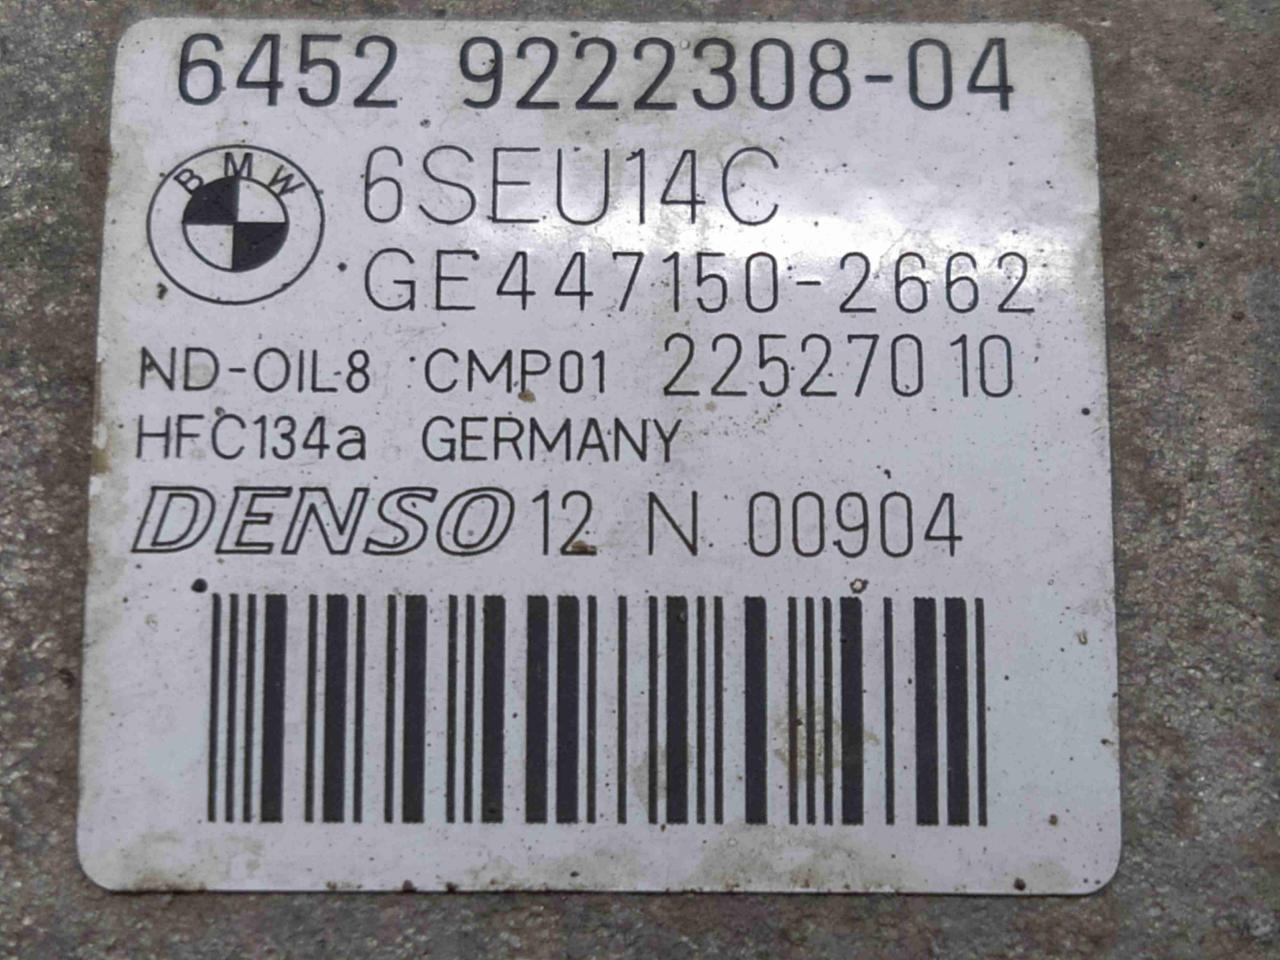 6452 9222308-04
BMW
6SEU14C
GE447150-2662
ND-OIL8 CMP01 22527010
HFC134a GERMANY
DENSO 12 N 00904